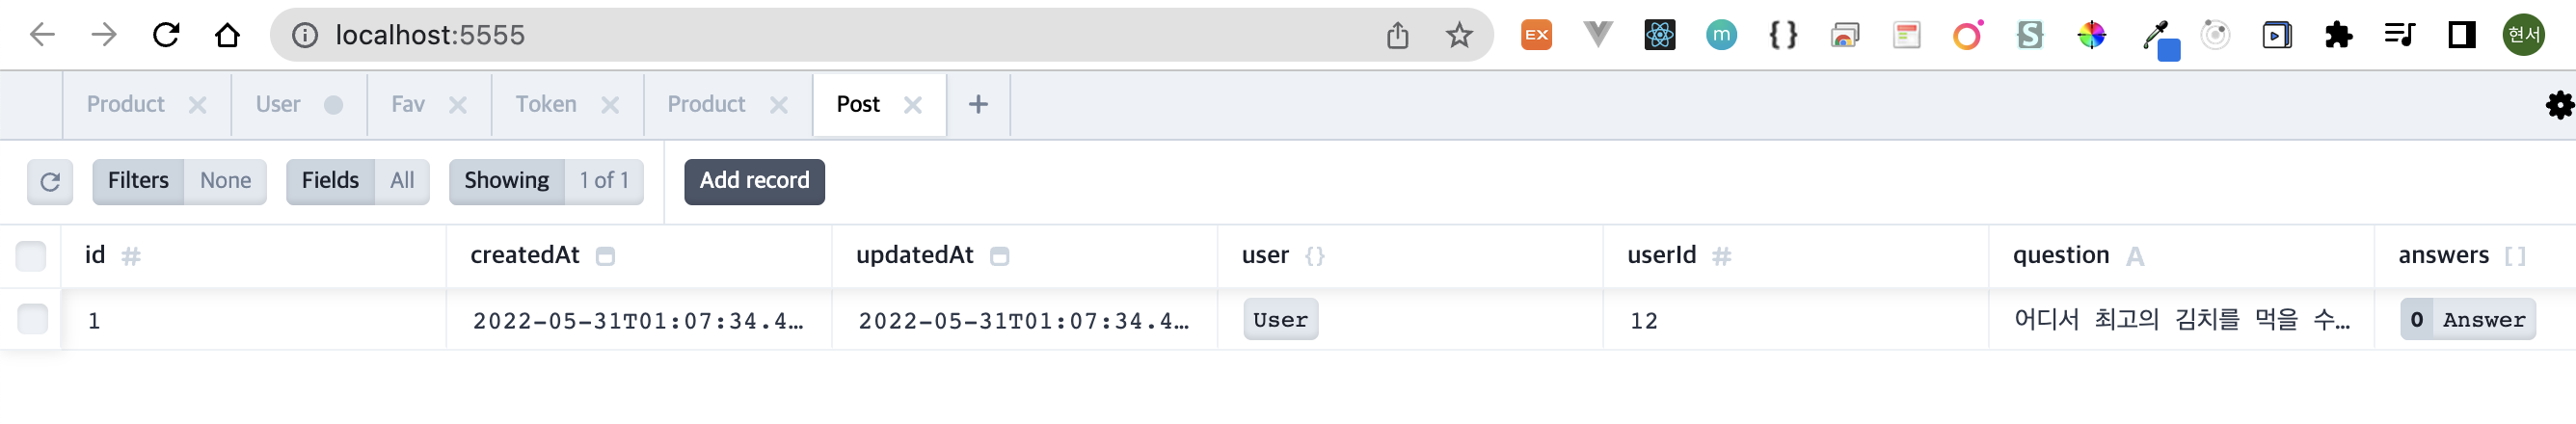 localhost:5555
EX
m
{}
S
현서
Product
User
Fav
Token
Product
Post
+
Filters None
Fields All
Showing 1 of 1
Add record
id #
createdAt
updatedAt
user {}
userId #
question A
answers []
1
2022-05-31T01:07:34.4…
2022-05-31T01:07:34.4…
User
12
어디서 최고의 김치를 먹을 수…
0 Answer